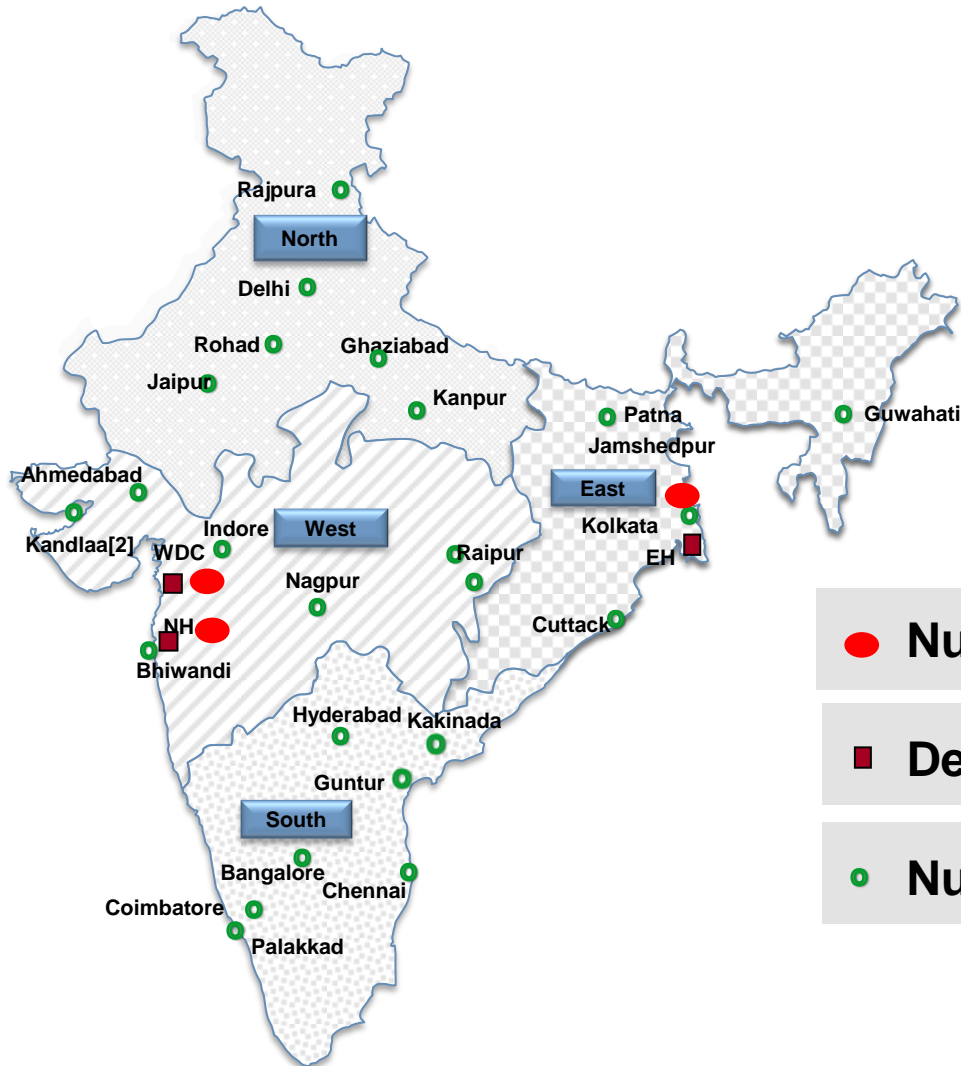 Rajpura
North
Delhi
Rohad
Ghaziabad
Jaipur
Kanpur
Patna
Guwahati
Jamshedpur
Ahmedabad
East
Kandlaa[2]
Indore
West
Kolkata
WDC
Raipur
EH
Nagpur
NH
Cuttack
Bhiwandi
Nu
Hyderabad
Kakinada
De
Guntur
South
Bangalore
Chennai
Nu
Coimbatore
Palakkad